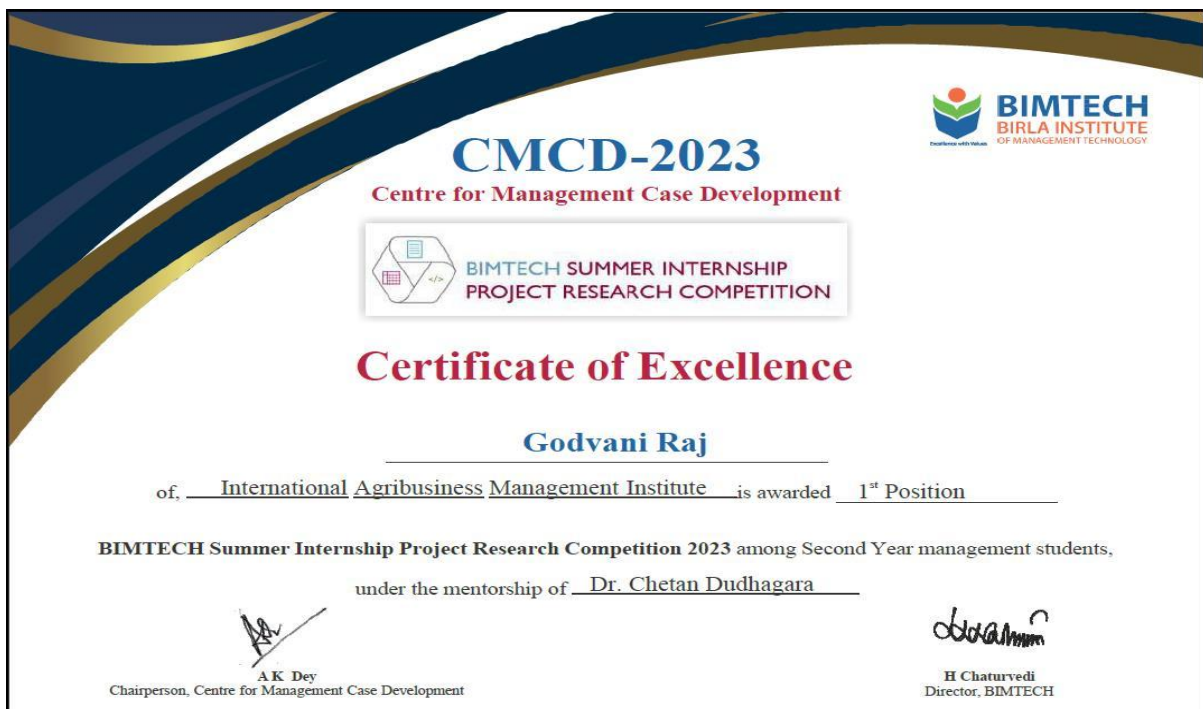 BIMTECH
BIRLA INSTITUTE
OF MANAGEMENT TECHNOLOGY
Excellence with Values
CMCD-2023
Centre for Management Case Development
BIMTECH SUMMER INTERNSHIP
PROJECT RESEARCH COMPETITION
Certificate of Excellence
Godvani Raj
of, International Agribusiness Management Institute is awarded 1st Position
BIMTECH Summer Internship Project Research Competition 2023 among Second Year management students,
under the mentorship of Dr. Chetan Dudhagara
A K Dey
Chairperson, Centre for Management Case Development
H Chaturvedi
Director, BIMTECH